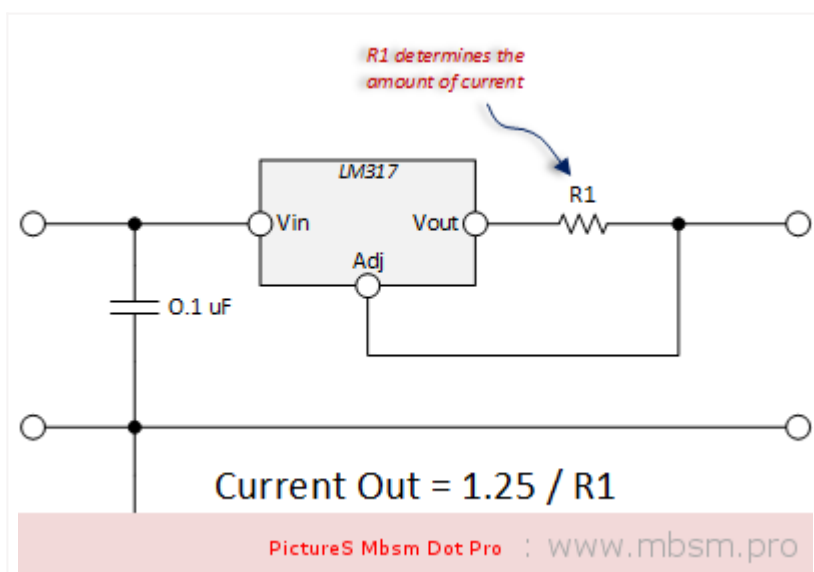 R1 determines the
amount of current
LM317
R1
Vin
Vout
Adj
0.1 uF
Current Out = 1.25 / R1
PictureS Mbsm Dot Pro : www.mbsm.pro